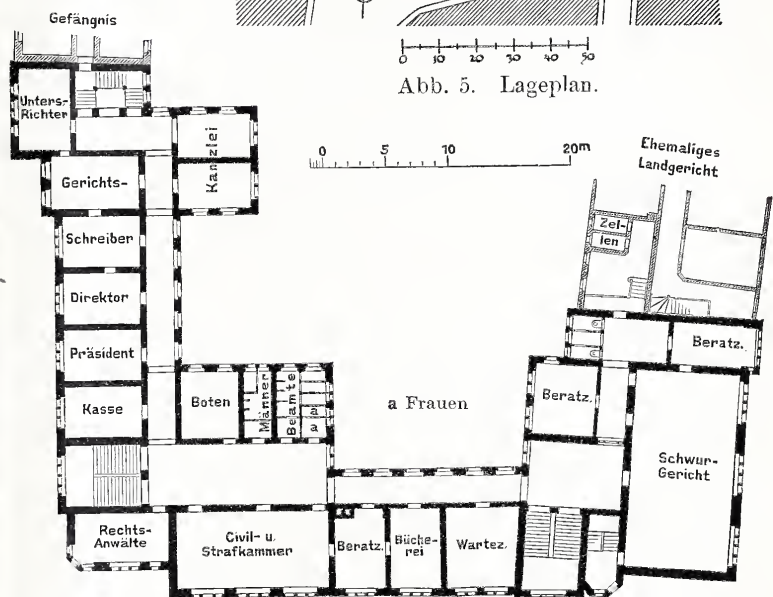 Gefängnis
0 10 20 30 40 50
Abb. 5. Lageplan.
Unters.-
Richter
Kanzlei
0 5 10 20m
Ehemaliges
Landgericht
Gerichts-
Zel-
len
Schreiber
Direktor
Präsident
Beratz.
Kasse
Boten
Männer
Beamte
a
a
a Frauen
Beratz.
Schwur-
Gericht
Rechts-
Anwälte
Civil- u.
Strafkammer
Beratz.
Büche-
rei
Wartez.